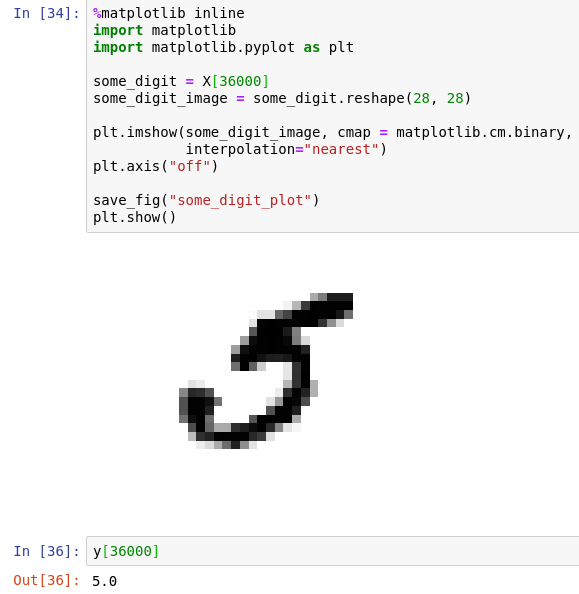 In [34]: %matplotlib inline
import matplotlib
import matplotlib.pyplot as plt

some_digit = X[36000]
some_digit_image = some_digit.reshape(28, 28)

plt.imshow(some_digit_image, cmap = matplotlib.cm.binary,
           interpolation="nearest")
plt.axis("off")

save_fig("some_digit_plot")
plt.show()
5
In [36]: y[36000]
Out[36]: 5.0